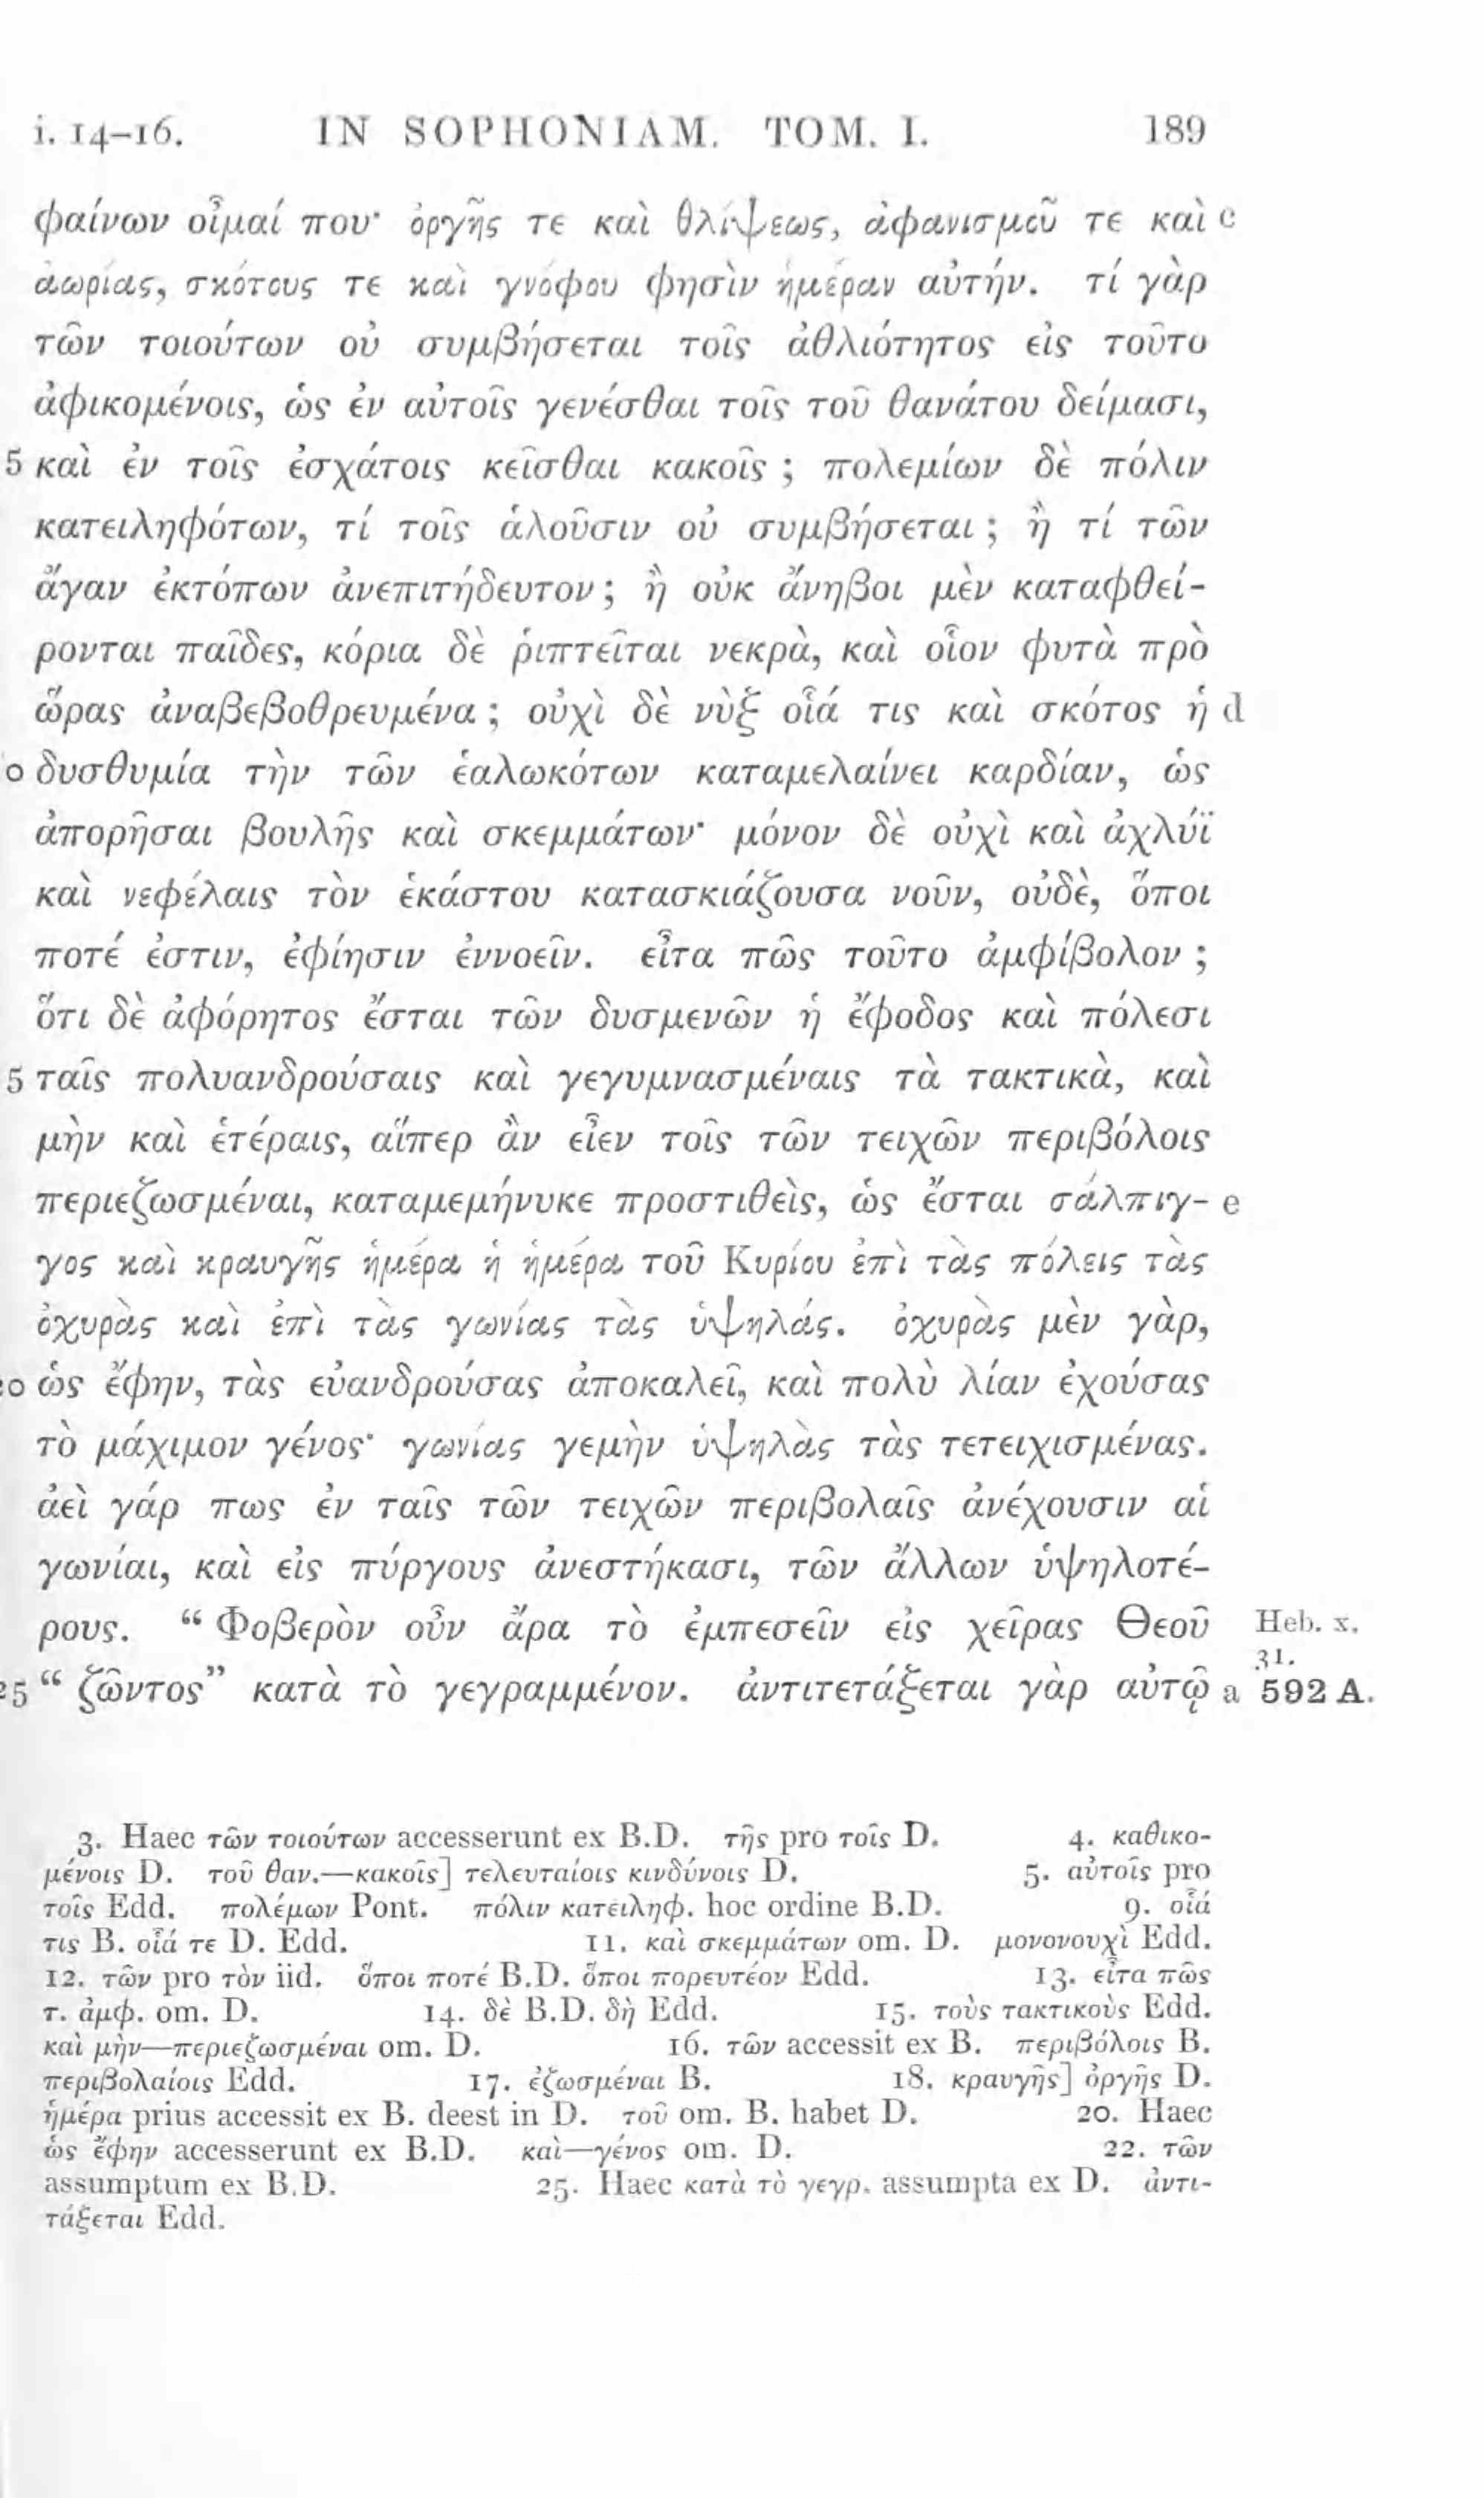 i. 14-16. IN SOPHONIAM. TOM. I. 189
φαίνων οἶμαί που· ὀργῆς τε καὶ θλίψεως, ἀφανισμοῦ τε καὶ c
ἀωρίας, σκότους τε καὶ γνόφου φησὶν ἡμέραν αὐτήν. τί γὰρ
τῶν τοιούτων οὐ συμβήσεται τοῖς ἀθλιότητος εἰς τοῦτο
ἀφικομένοις, ὡς ἐν αὐτοῖς γενέσθαι τοῖς τοῦ θανάτου δείμασι,
5 καὶ ἐν τοῖς ἐσχάτοις κεῖσθαι κακοῖς ; πολεμίων δὲ πόλιν
κατειληφότων, τί τοῖς ἁλοῦσιν οὐ συμβήσεται ; ἢ τί τῶν
ἄγαν ἐκτόπων ἀνεπιτήδευτον ; ἢ οὐκ ἄνηβοι μὲν καταφθεί-
ρονται παῖδες, κόρια δὲ ῥιπτεῖται νεκρὰ, καὶ οἷον φυτὰ πρὸ
ὥρας ἀναβεβοθρευμένα ; οὐχὶ δὲ νὺξ οἷά τις καὶ σκότος ἡ d
0 δυσθυμία τὴν τῶν ἑαλωκότων καταμελαίνει καρδίαν, ὡς
ἀπορῆσαι βουλῆς καὶ σκεμμάτων· μόνον δὲ οὐχὶ καὶ ἀχλύϊ
καὶ νεφέλαις τὸν ἑκάστου κατασκιάζουσα νοῦν, οὐδὲ, ὅποι
ποτέ ἐστιν, ἐφίησιν ἐννοεῖν. εἶτα πῶς τοῦτο ἀμφίβολον ;
ὅτι δὲ ἀφόρητος ἔσται τῶν δυσμενῶν ἡ ἔφοδος καὶ πόλεσι
5 ταῖς πολυανδρούσαις καὶ γεγυμνασμέναις τὰ τακτικὰ, καὶ
μὴν καὶ ἑτέραις, αἵπερ ἂν εἶεν τοῖς τῶν τειχῶν περιβόλοις
περιεζωσμέναι, καταμεμήνυκε προστιθεὶς, ὡς ἔσται σάλπιγ- e
γος καὶ κραυγῆς ἡμέρα ἡ ἡμέρα τοῦ Κυρίου ἐπὶ τὰς πόλεις τὰς
ὀχυρὰς καὶ ἐπὶ τὰς γωνίας τὰς ὑψηλάς. ὀχυρὰς μὲν γὰρ,
0 ὡς ἔφην, τὰς εὐανδρούσας ἀποκαλεῖ, καὶ πολὺ λίαν ἐχούσας
τὸ μάχιμον γένος· γωνίας γεμὴν ὑψηλὰς τὰς τετειχισμένας.
ἀεὶ γάρ πως ἐν ταῖς τῶν τειχῶν περιβολαῖς ἀνέχουσιν αἱ
γωνίαι, καὶ εἰς πύργους ἀνεστήκασι, τῶν ἄλλων ὑψηλοτέ-
ρους. “ Φοβερὸν οὖν ἄρα τὸ ἐμπεσεῖν εἰς χεῖρας Θεοῦ Heb. x. 31.
25 “ ζῶντος” κατὰ τὸ γεγραμμένον. ἀντιτετάξεται γὰρ αὐτῷ a 592 A.
3. Haec τῶν τοιούτων accesserunt ex B.D. τῆς pro τοῖς D. 4. καθικο-
μένοις D. τοῦ θαν.—κακοῖς] τελευταίοις κινδύνοις D. 5. αὐτοῖς pro
τοῖς Edd. πολέμων Pont. πόλιν κατειληφ. hoc ordine B.D. 9. οἷά
τις B. οἷά τε D. Edd. 11. καὶ σκεμμάτων om. D. μονονουχὶ Edd.
12. τῶν pro τὸν iid. ὅποι ποτέ B.D. ὅποι πορευτέον Edd. 13. εἶτα πῶς
τ. ἀμφ. om. D. 14. δὲ B.D. δὴ Edd. 15. τοὺς τακτικοὺς Edd.
καὶ μὴν—περιεζωσμέναι om. D. 16. τῶν accessit ex B. περιβόλοις B.
περιβολαίοις Edd. 17. ἐζωσμέναι B. 18. κραυγῆς] ὀργῆς D.
ἡμέρα prius accessit ex B. deest in D. τοῦ om. B. habet D. 20. Haec
ὡς ἔφην accesserunt ex B.D. καὶ—γένος om. D. 22. τῶν
assumptum ex B.D. 25. Haec κατὰ τὸ γεγρ. assumpta ex D. ἀντι-
τάξεται Edd.